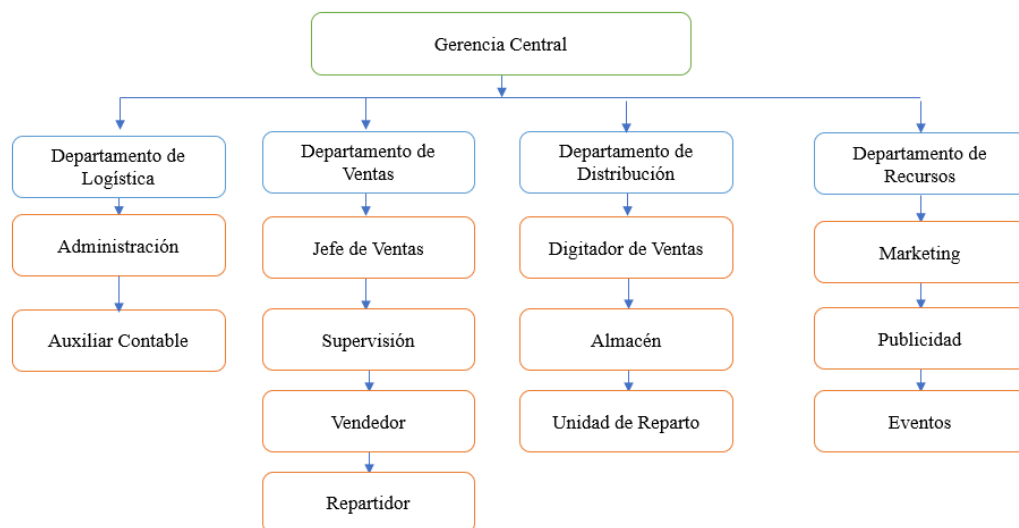 Gerencia Central
Departamento de
Logística
Departamento de
Ventas
Departamento de
Distribución
Departamento de
Recursos
Administración
Jefe de Ventas
Digitador de Ventas
Marketing
Auxiliar Contable
Supervisión
Almacén
Publicidad
Vendedor
Unidad de Reparto
Eventos
Repartidor